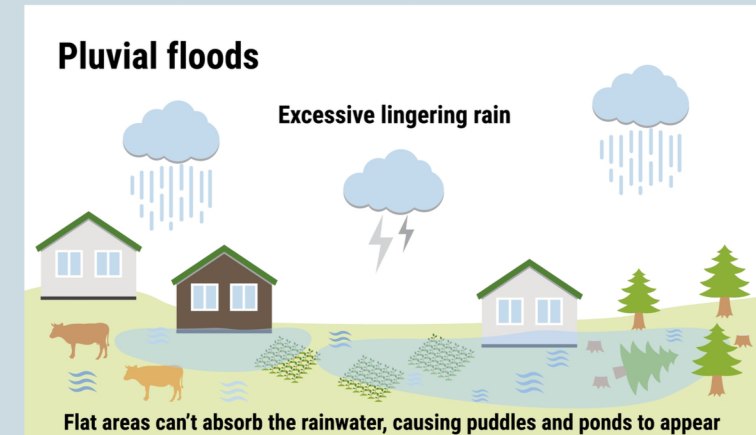 Pluvial floods
Excessive lingering rain
Flat areas can't absorb the rainwater, causing puddles and ponds to appear